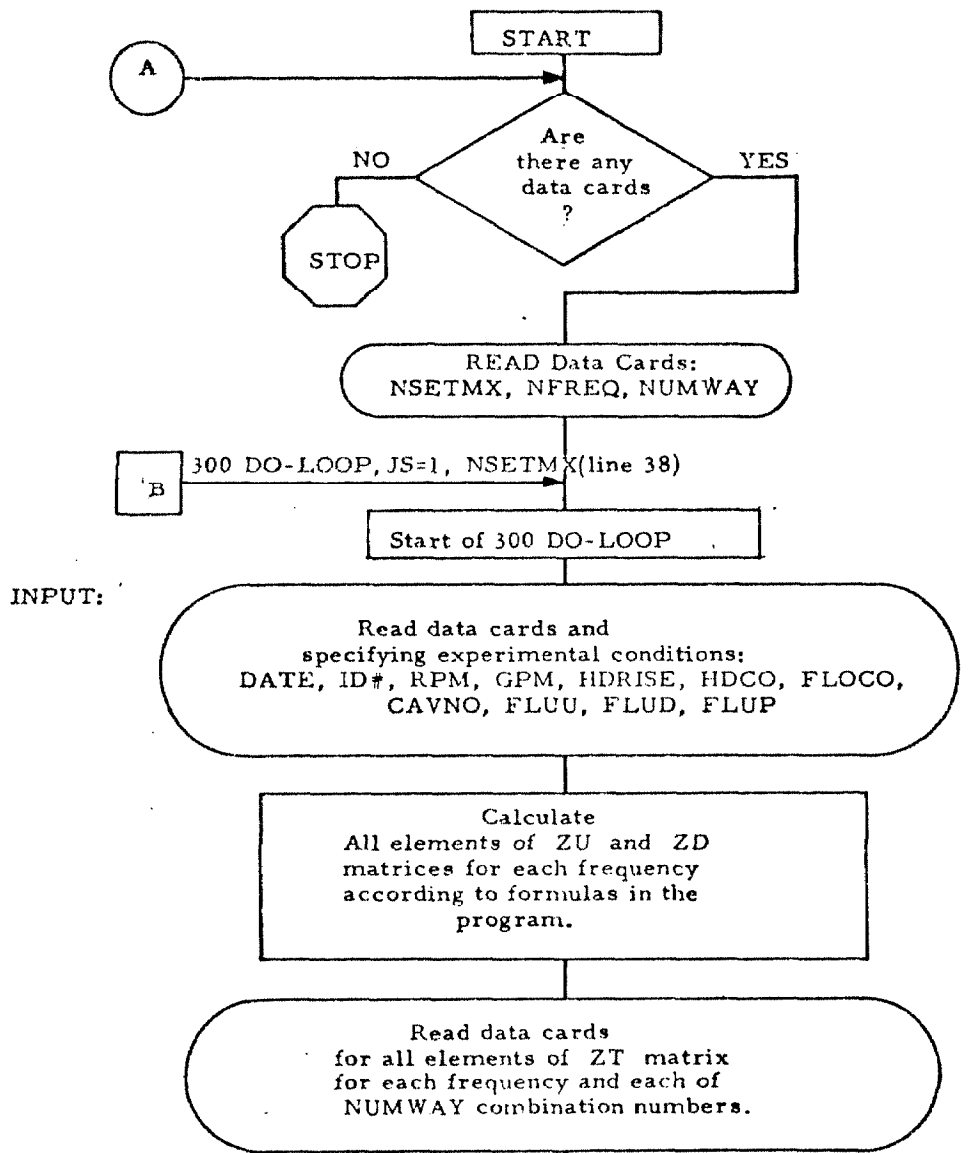 START
A
Are
there any
data cards
?
NO
YES
STOP
READ Data Cards:
NSETMX, NFREQ, NUMWAY
300 DO-LOOP, JS=1, NSETMX(line 38)
B
Start of 300 DO-LOOP
INPUT:
Read data cards and
specifying experimental conditions:
DATE, ID#, RPM, GPM, HDRISE, HDCO, FLOCO,
CAVNO, FLUU, FLUD, FLUP
Calculate
All elements of ZU and ZD
matrices for each frequency
according to formulas in the
program.
Read data cards
for all elements of ZT matrix
for each frequency and each of
NUMWAY combination numbers.